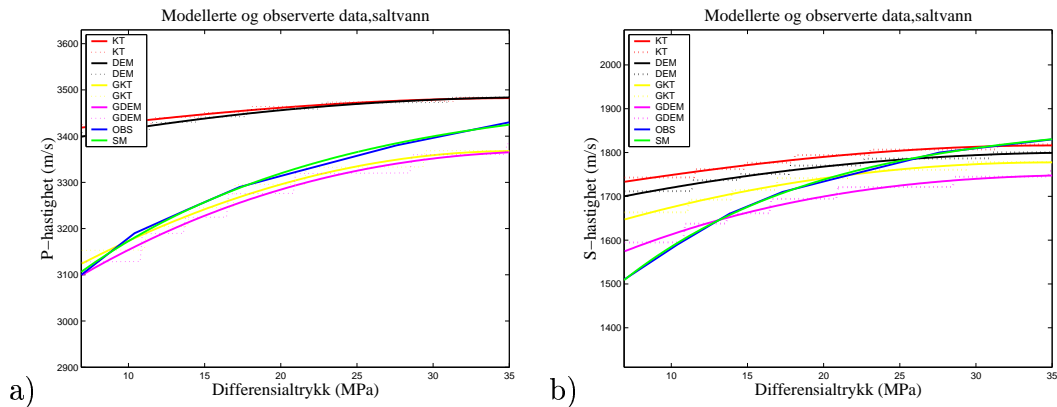 Modellerte og observerte data,saltvann
P−hastighet (m/s)
3600
3500
3400
3300
3200
3100
3000
2900
KT
KT
DEM
DEM
GKT
GKT
GDEM
GDEM
OBS
SM
10
15
20
25
30
35
Differensialtrykk (MPa)
a)
Modellerte og observerte data,saltvann
S−hastighet (m/s)
2000
1900
1800
1700
1600
1500
1400
KT
KT
DEM
DEM
GKT
GKT
GDEM
GDEM
OBS
SM
10
15
20
25
30
35
Differensialtrykk (MPa)
b)